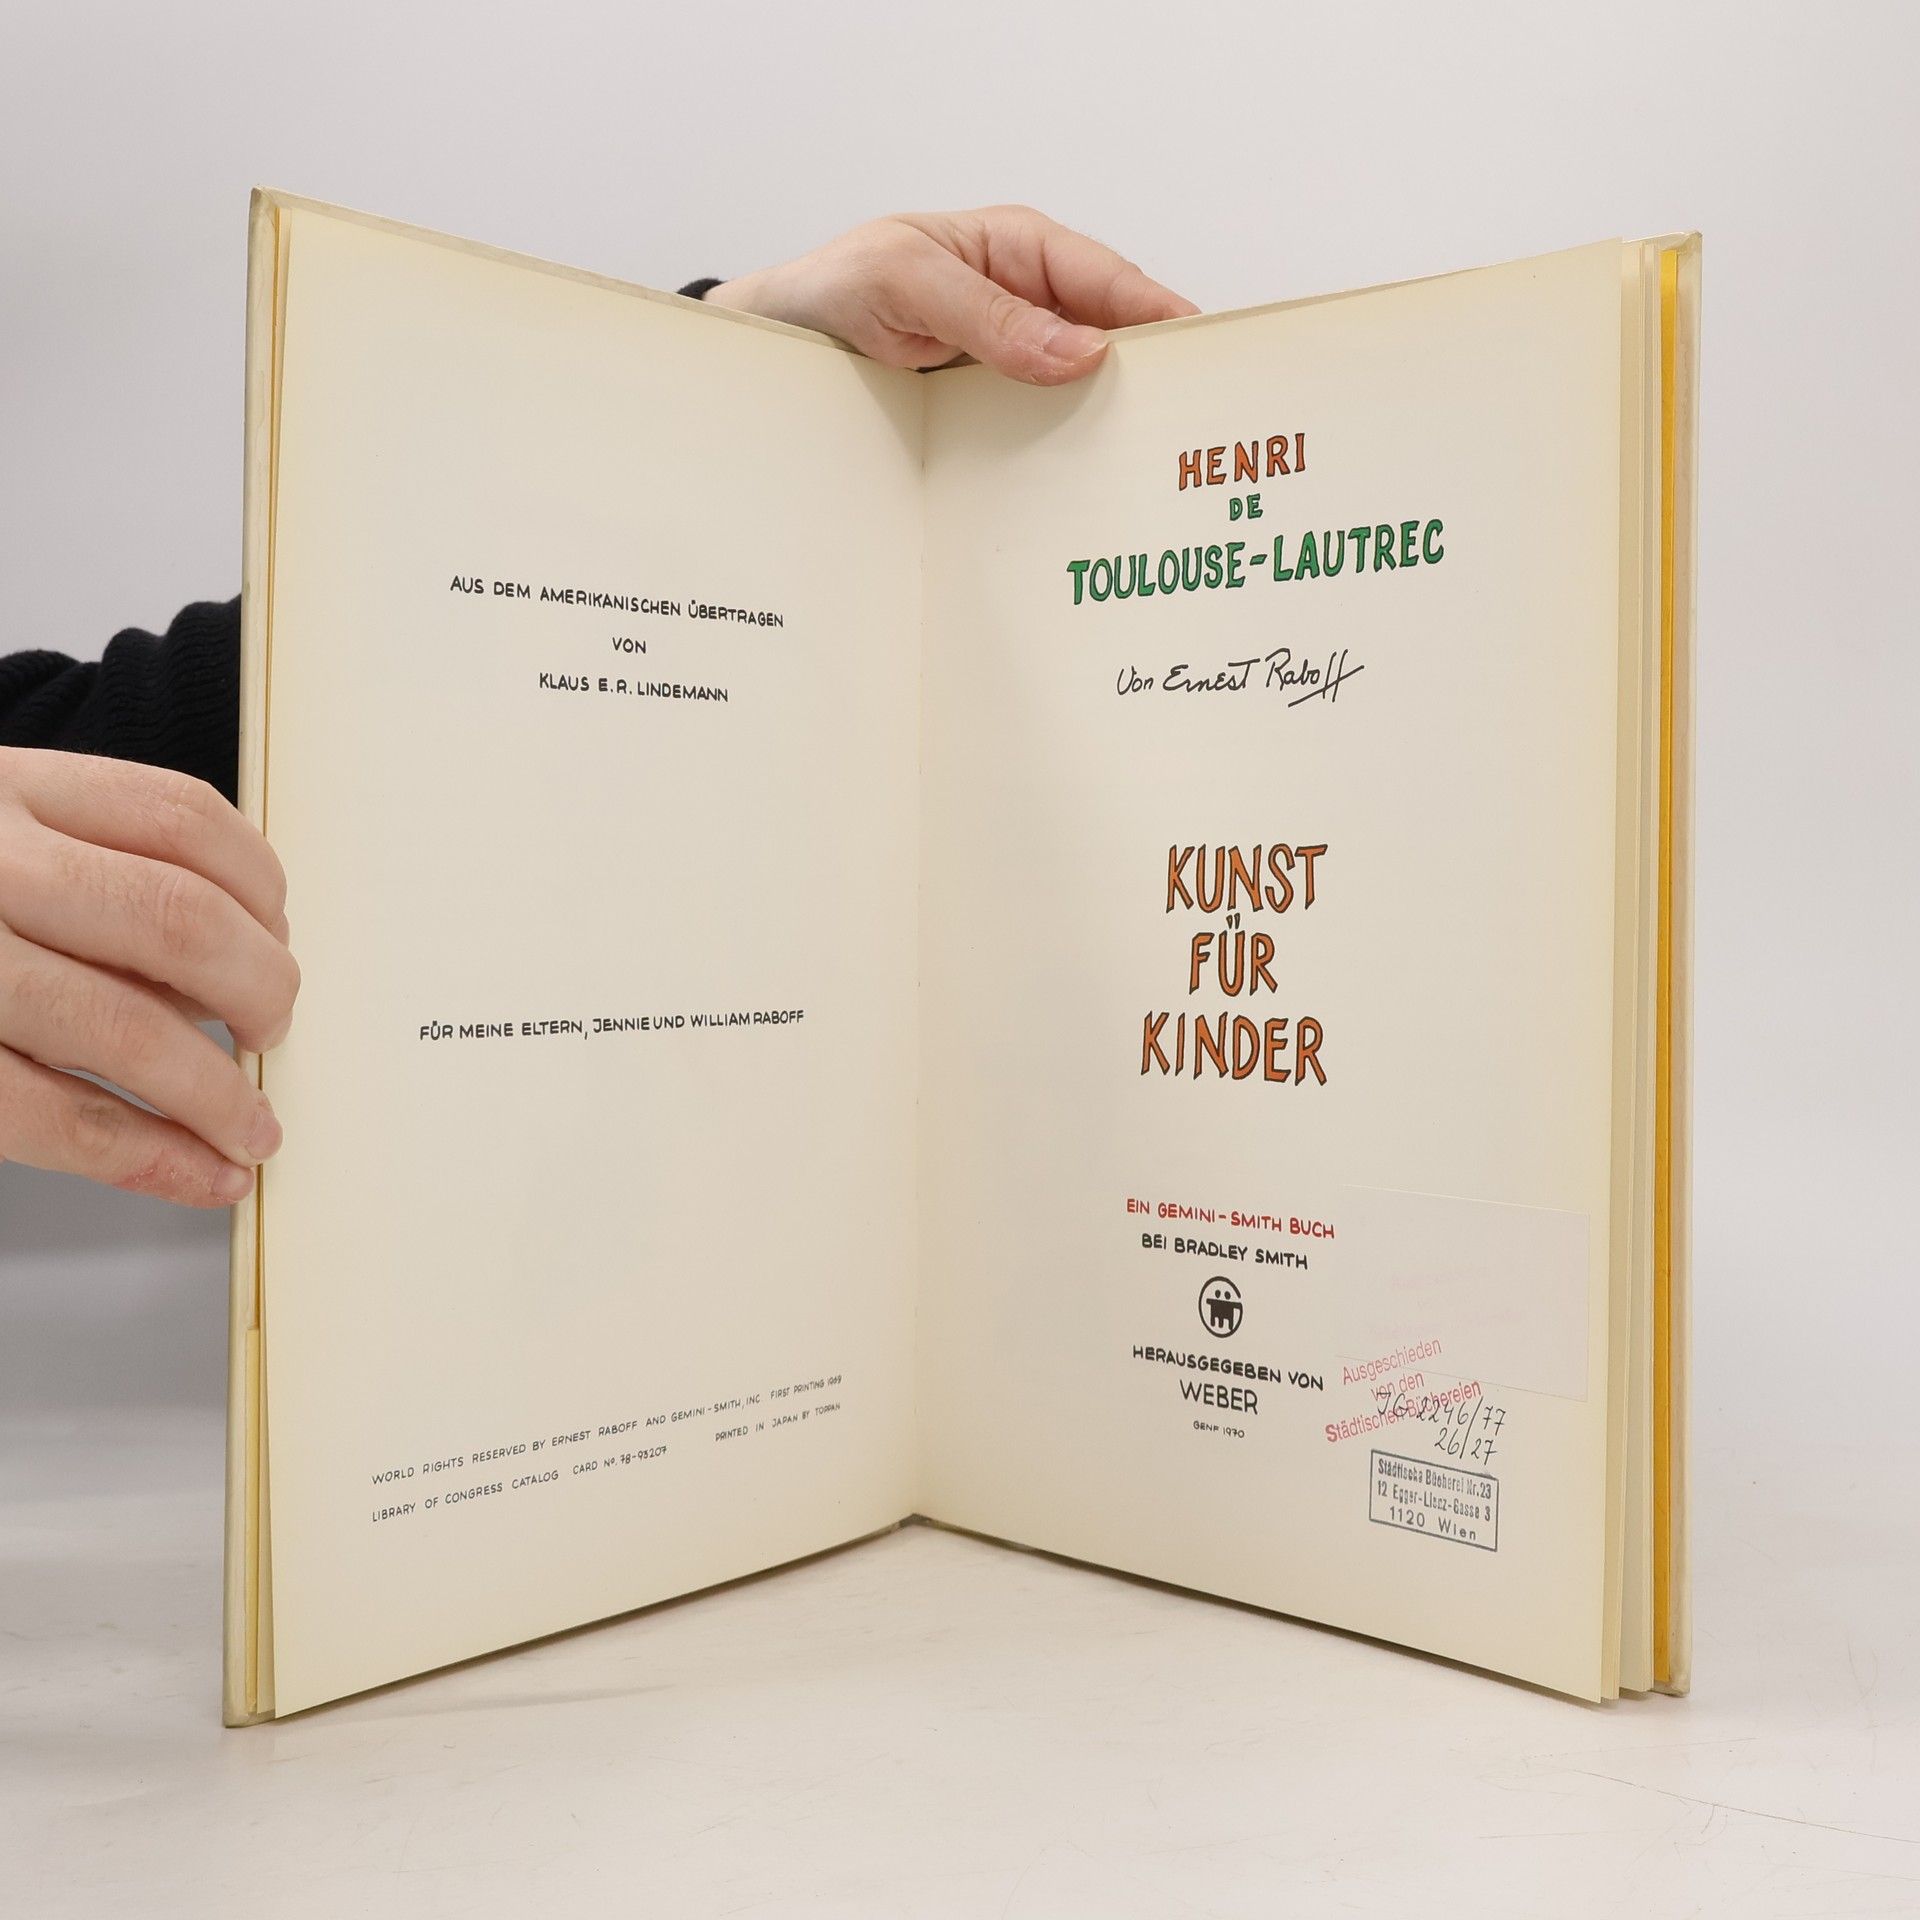 AUS DEM AMERIKANISCHEN ÜBERTRAGEN
VON
KLAUS E. R. LINDEMANN
FÜR MEINE ELTERN, JENNIE UND WILLIAM RABOFF
WORLD RIGHTS RESERVED BY ERNEST RABOFF AND GEMINI-SMITH, INC FIRST PRINTING 1969
LIBRARY OF CONGRESS CATALOG CARD Nº. 78-93207 PRINTED IN JAPAN BY TOPPAN
HENRI
DE
TOULOUSE-LAUTREC
Von Ernest Raboff
KUNST
FÜR
KINDER
EIN GEMINI-SMITH BUCH
BEI BRADLEY SMITH
HERAUSGEGEBEN VON
WEBER
GENF 1970
Ausgeschieden
von den
Städtischen Büchereien
2246/77
26/27
Städtische Bücherei Nr. 23
12 Egger-Lienz-Gasse 3
1120 Wien